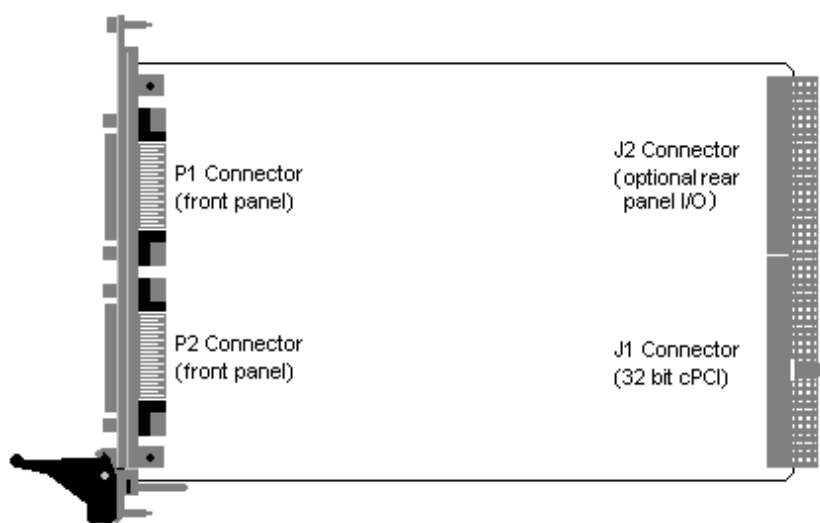 P1 Connector
(front panel)
J2 Connector
(optional rear
panel I/O)
P2 Connector
(front panel)
J1 Connector
(32 bit cPCI)